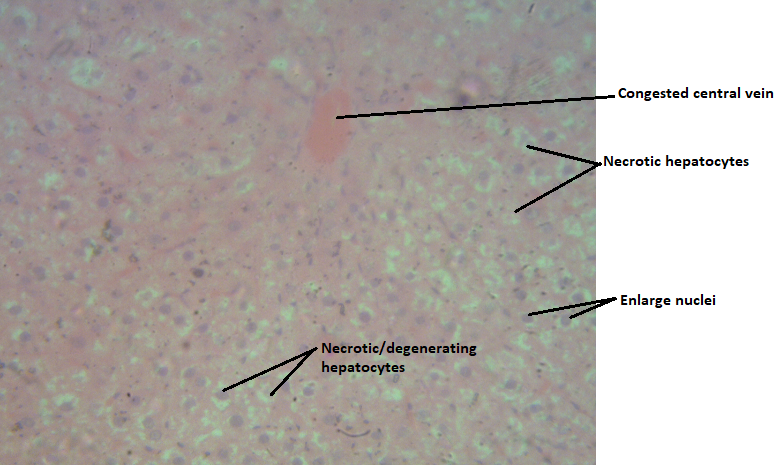 Congested central vein
Necrotic hepatocytes
Enlarge nuclei
Necrotic/degenerating
hepatocytes